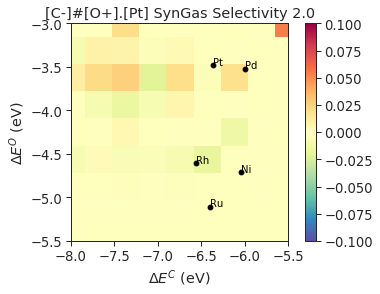 [C-]#[O+].[Pt] SynGas Selectivity 2.0
ΔE^O (eV)
−3.0
−3.5
−4.0
−4.5
−5.0
−5.5
Pt
Pd
Rh
Ni
Ru
−8.0 −7.5 −7.0 −6.5 −6.0 −5.5
ΔE^C (eV)
0.100
0.075
0.050
0.025
0.000
−0.025
−0.050
−0.075
−0.100